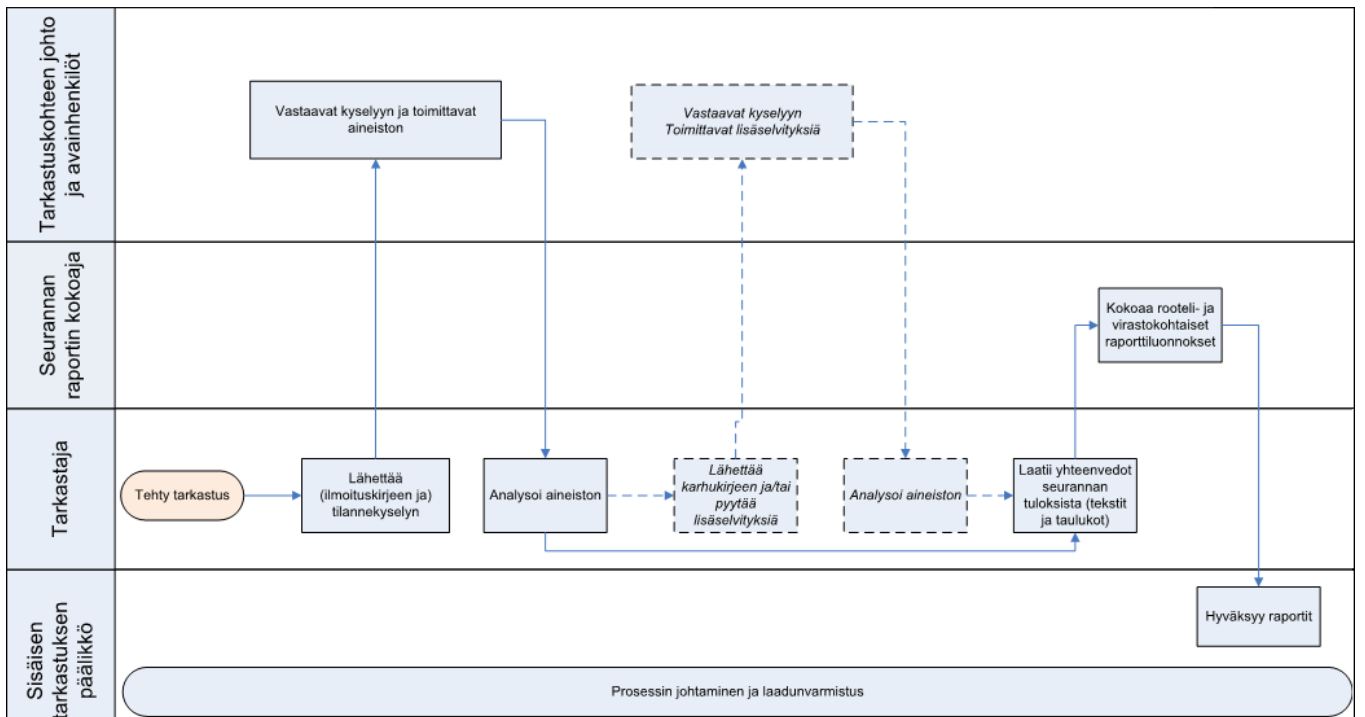 Tarkastuskohteen johto
ja avainhenkilöt
Vastaavat kyselyyn ja toimittavat
aineiston
Vastaavat kyselyyn
Toimittavat lisäselvityksiä
Seurannan
raportin kokoaja
Kokoaa rooteli- ja
virastokohtaiset
raporttiluonnokset
Tarkastaja
Tehty tarkastus
Lähettää
(ilmoituskirjeen ja)
tilannekyselyn
Analysoi aineiston
Lähettää
karhukirjeen ja/tai
pyytää
lisäselvityksiä
Analysoi aineiston
Laatii yhteenvedot
seurannan
tuloksista (tekstit
ja taulukot)
Sisäisen
tarkastuksen
päälikkö
Hyväksyy raportit
Prosessin johtaminen ja laadunvarmistus